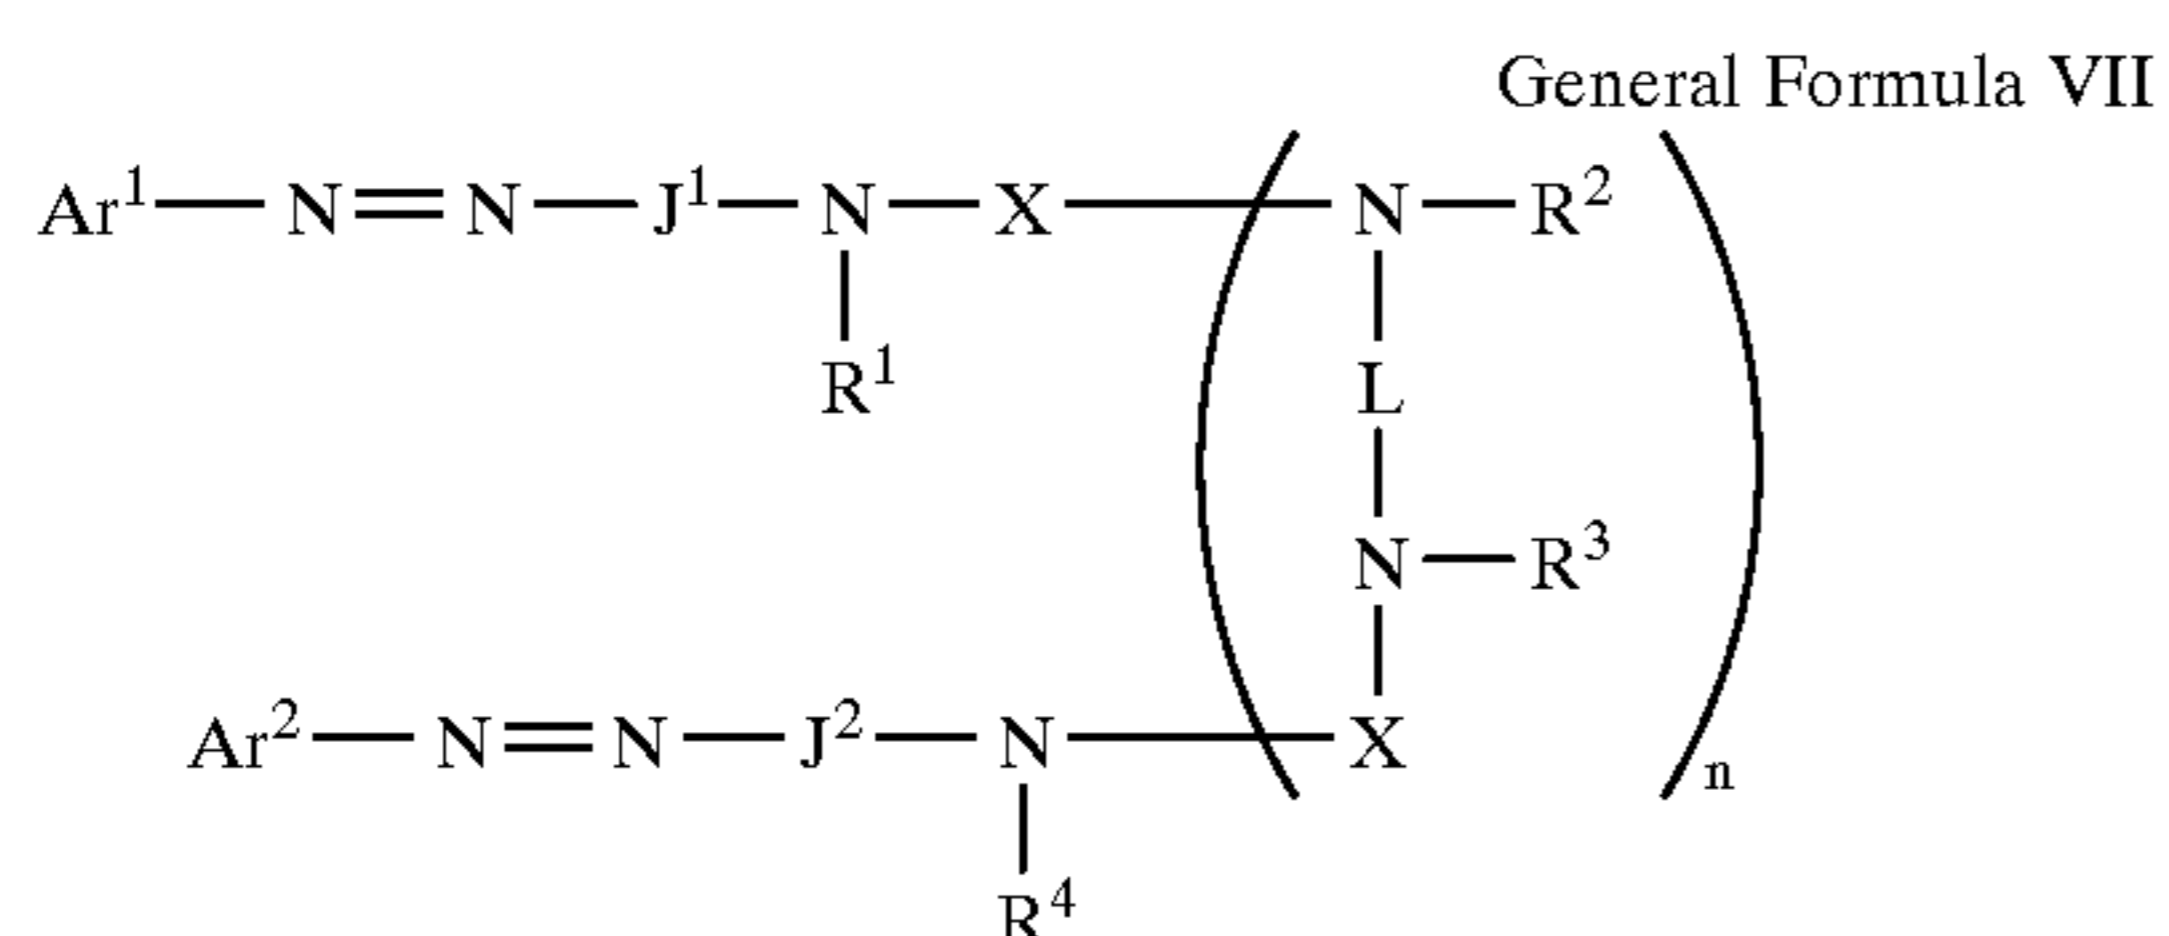 General Formula VII
Ar¹—N=N—J¹—N—X—(N—R²
R¹
L
N—R³
Ar²—N=N—J²—N—X)n
R⁴